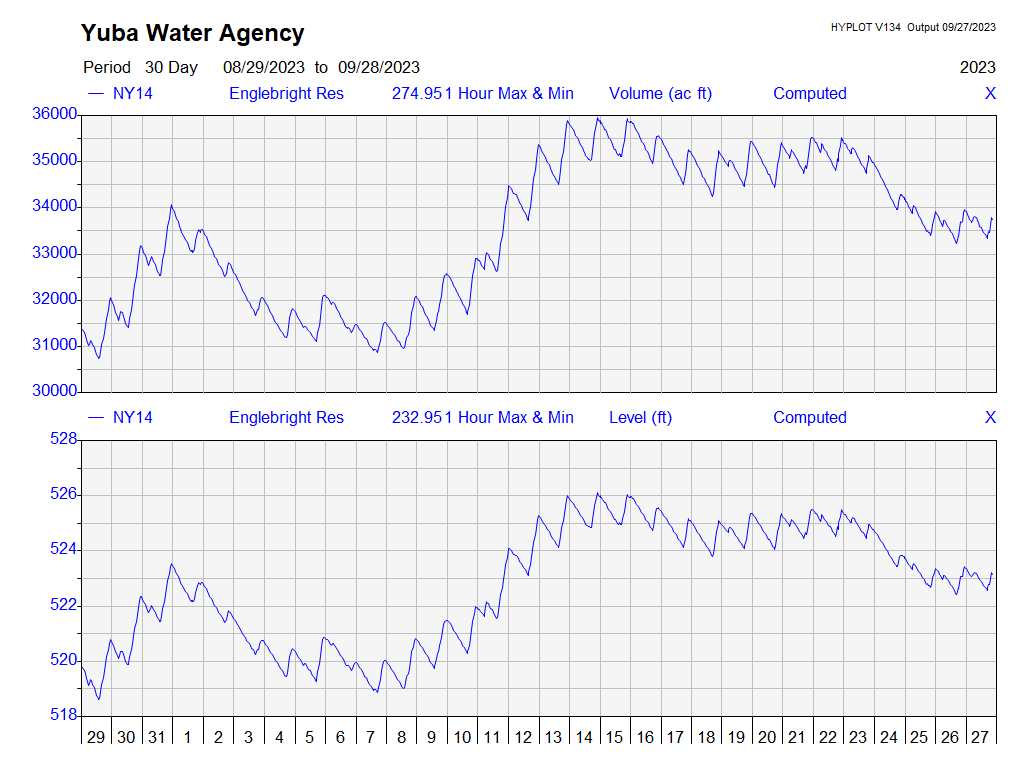 Yuba Water Agency
HYPLOT V134 Output 09/27/2023
Period 30 Day 08/29/2023 to 09/28/2023 2023
NY14 Englebright Res 274.951 Hour Max & Min Volume (ac ft) Computed X
36000
35000
34000
33000
32000
31000
30000
NY14 Englebright Res 232.951 Hour Max & Min Level (ft) Computed X
528
526
524
522
520
518
29 30 31 1 2 3 4 5 6 7 8 9 10 11 12 13 14 15 16 17 18 19 20 21 22 23 24 25 26 27